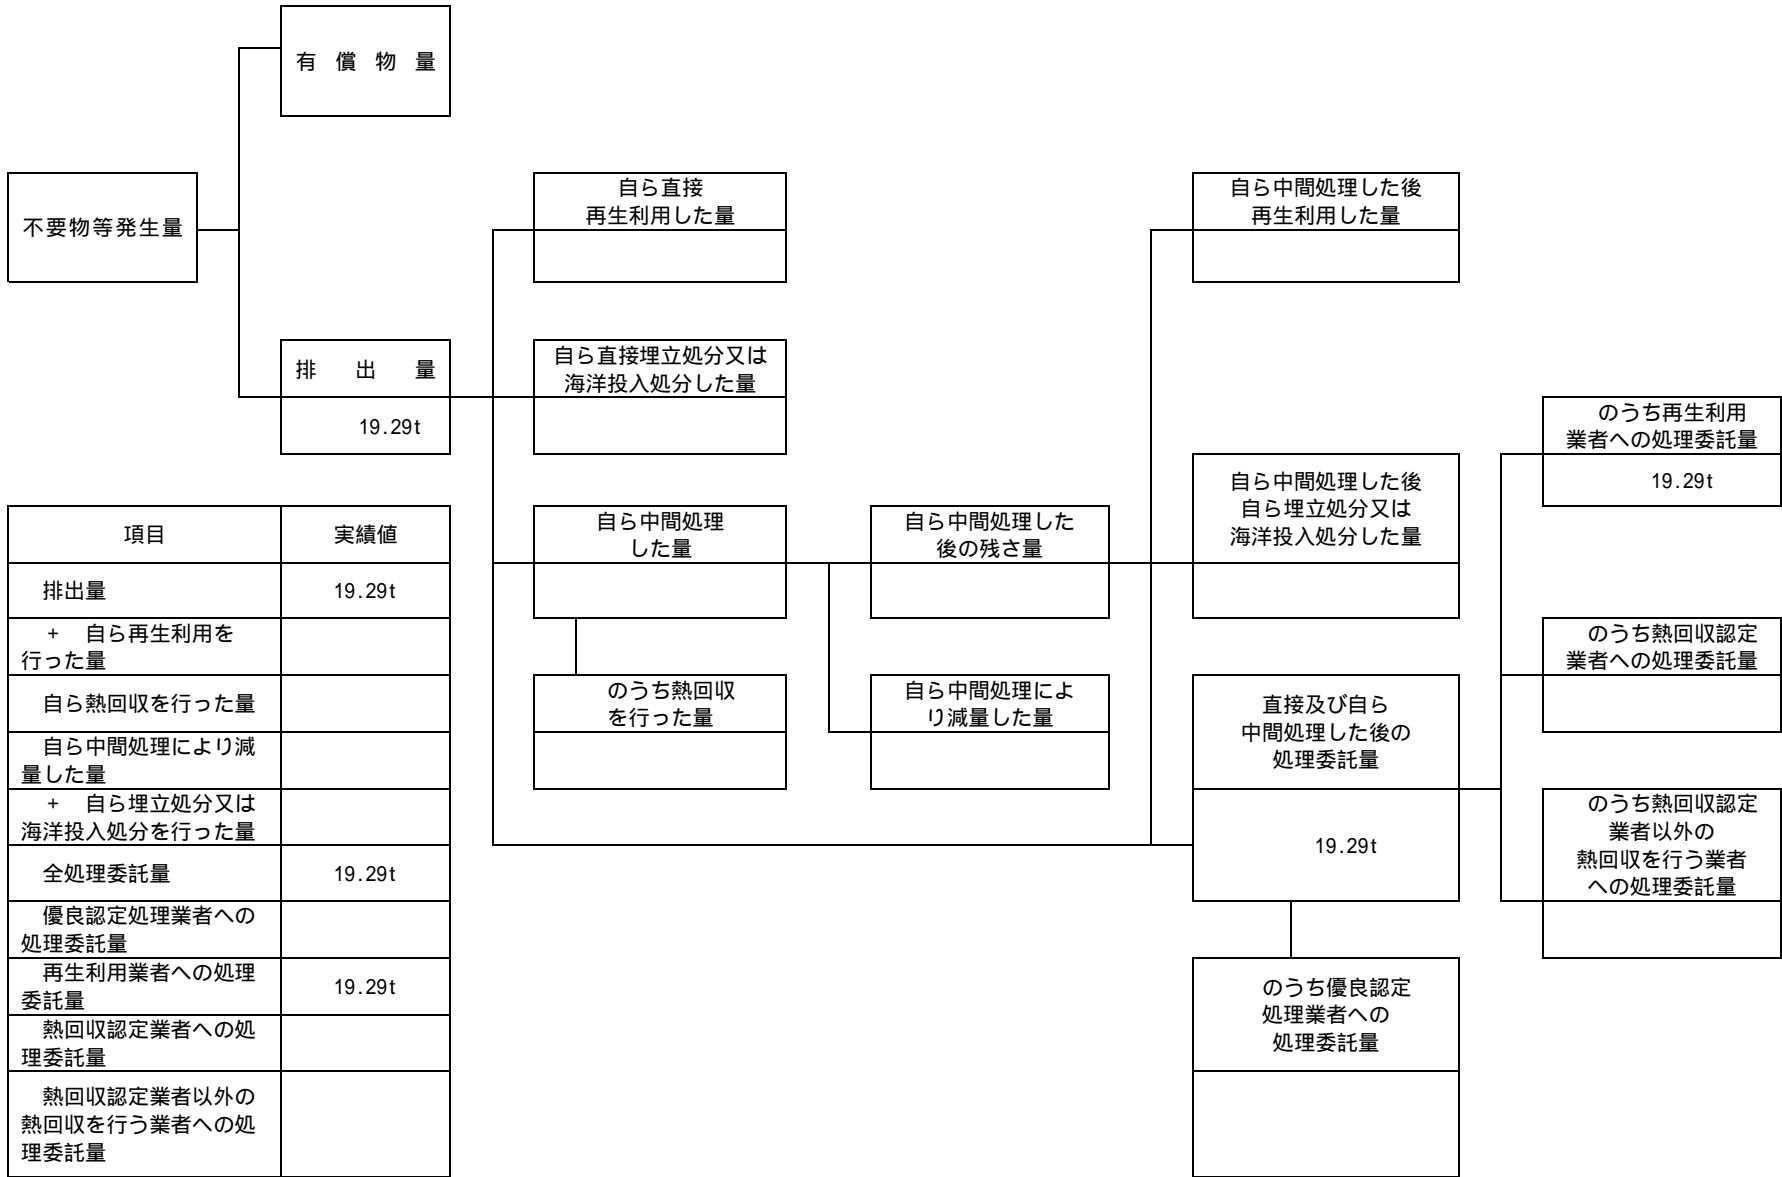 有 償 物 量
不要物等発生量
自ら直接
再生利用した量
自ら中間処理した後
再生利用した量
排 出 量
19.29t
自ら直接埋立処分又は
海洋投入処分した量
のうち再生利用
業者への処理委託量
19.29t
自ら中間処理した後
自ら埋立処分又は
海洋投入処分した量
自ら中間処理
した量
自ら中間処理した
後の残さ量
のうち熱回収認定
業者への処理委託量
のうち熱回収
を行った量
自ら中間処理によ
り減量した量
直接及び自ら
中間処理した後の
処理委託量
19.29t
のうち熱回収認定
業者以外の
熱回収を行う業者
への処理委託量
のうち優良認定
処理業者への
処理委託量
項目 実績値
排出量 19.29t
+ 自ら再生利用を
行った量
自ら熱回収を行った量
自ら中間処理により減
量した量
+ 自ら埋立処分又は
海洋投入処分を行った量
全処理委託量 19.29t
優良認定処理業者への
処理委託量
再生利用業者への処理
委託量 19.29t
熱回収認定業者への処
理委託量
熱回収認定業者以外の
熱回収を行う業者への処
理委託量